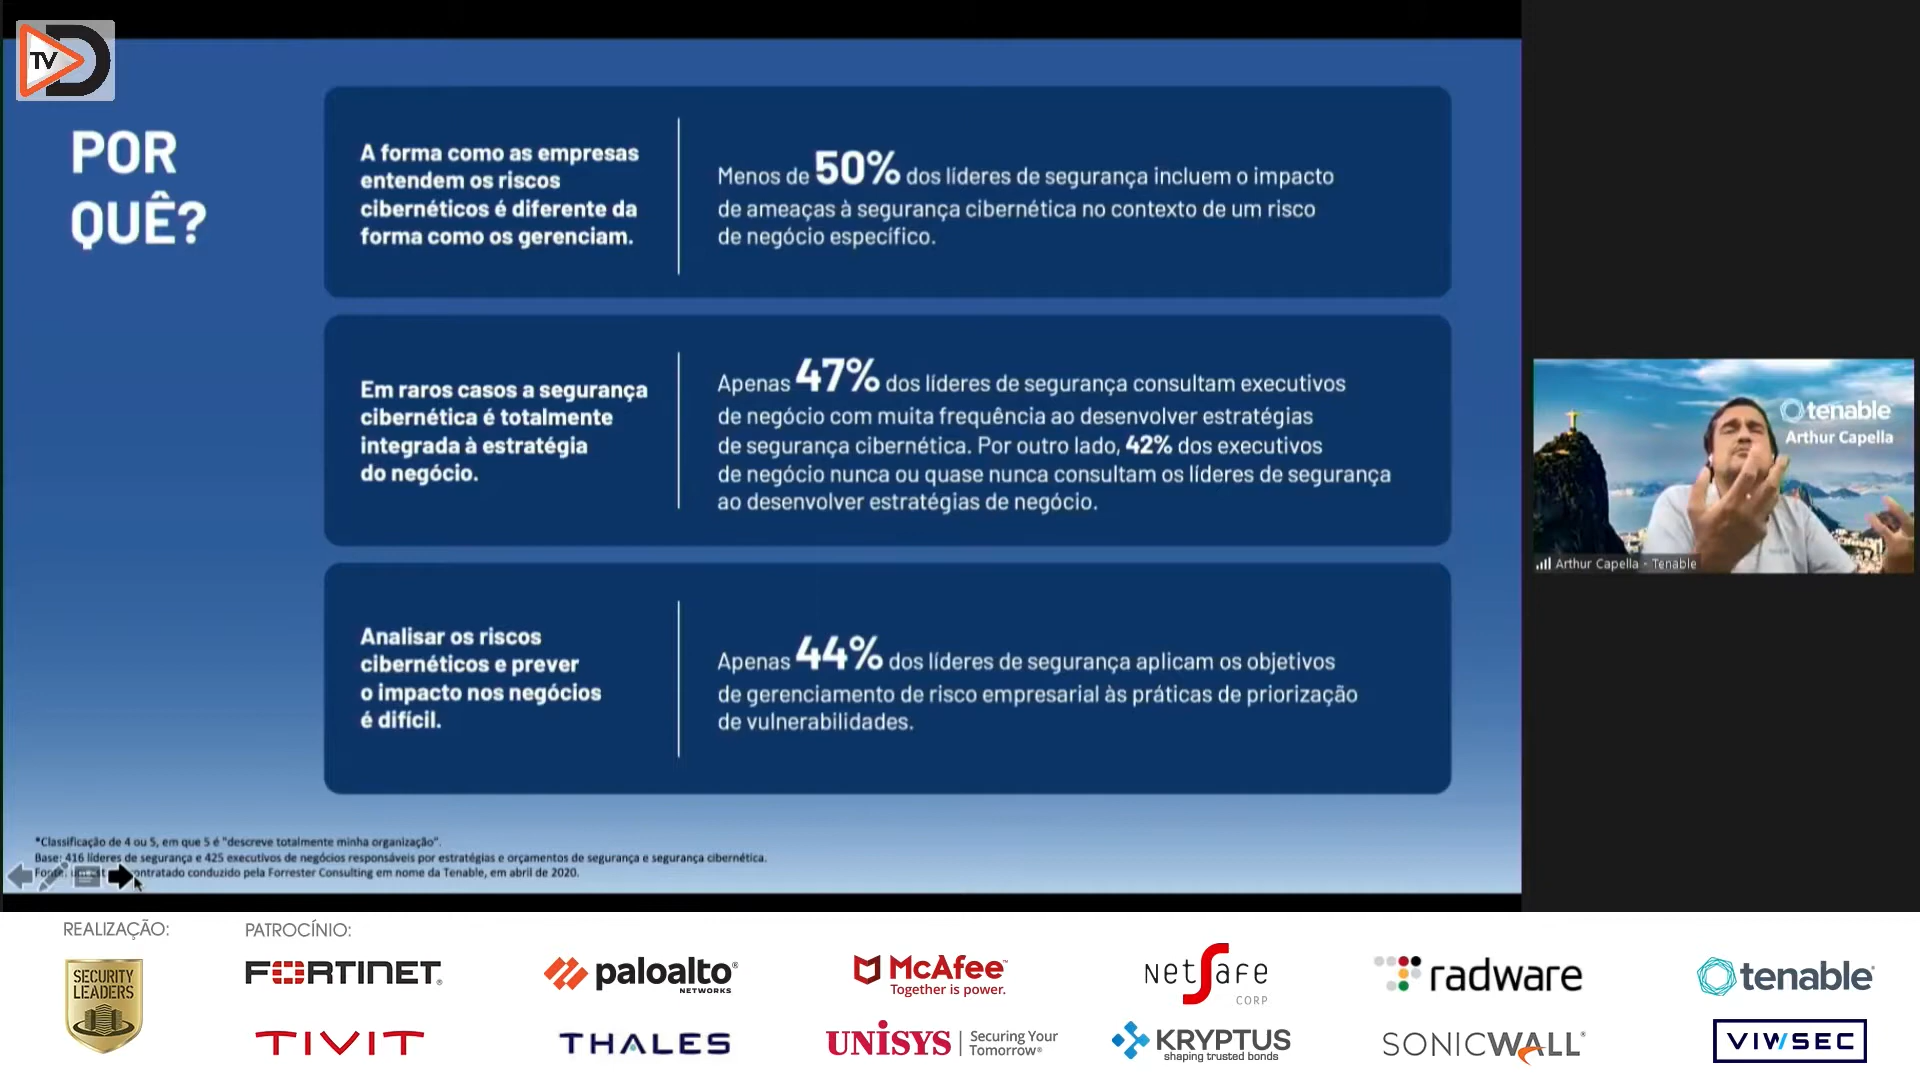 TV D
POR
QUÊ?
A forma como as empresas
entendem os riscos
cibernéticos é diferente da
forma como os gerenciam.
Menos de 50% dos líderes de segurança incluem o impacto
de ameaças à segurança cibernética no contexto de um risco
de negócio específico.
Em raros casos a segurança
cibernética é totalmente
integrada à estratégia
do negócio.
Apenas 47% dos líderes de segurança consultam executivos
de negócio com muita frequência ao desenvolver estratégias
de segurança cibernética. Por outro lado, 42% dos executivos
de negócio nunca ou quase nunca consultam os líderes de segurança
ao desenvolver estratégias de negócio.
Analisar os riscos
cibernéticos e prever
o impacto nos negócios
é difícil.
Apenas 44% dos líderes de segurança aplicam os objetivos
de gerenciamento de risco empresarial às práticas de priorização
de vulnerabilidades.
*Classificação de 4 ou 5, em que 5 é "descreve totalmente minha organização".
Base: 416 líderes de segurança e 425 executivos de negócios responsáveis por estratégias e orçamentos de segurança e segurança cibernética.
conduzido pela Forrester Consulting em nome da Tenable, em abril de 2020.
tenable
Arthur Capella
Arthur Capella - Tenable
REALIZAÇÃO:
SECURITY
LEADERS
PATROCÍNIO:
FORTINET®
paloalto®
NETWORKS
McAfee™
Together is power.
NETSAFE
CORP
radware
tenable®
TIVIT
THALES
UNISYS | Securing Your
Tomorrow®
KRYPTUS
shaping trusted bonds
SONICWALL®
VIWSEC